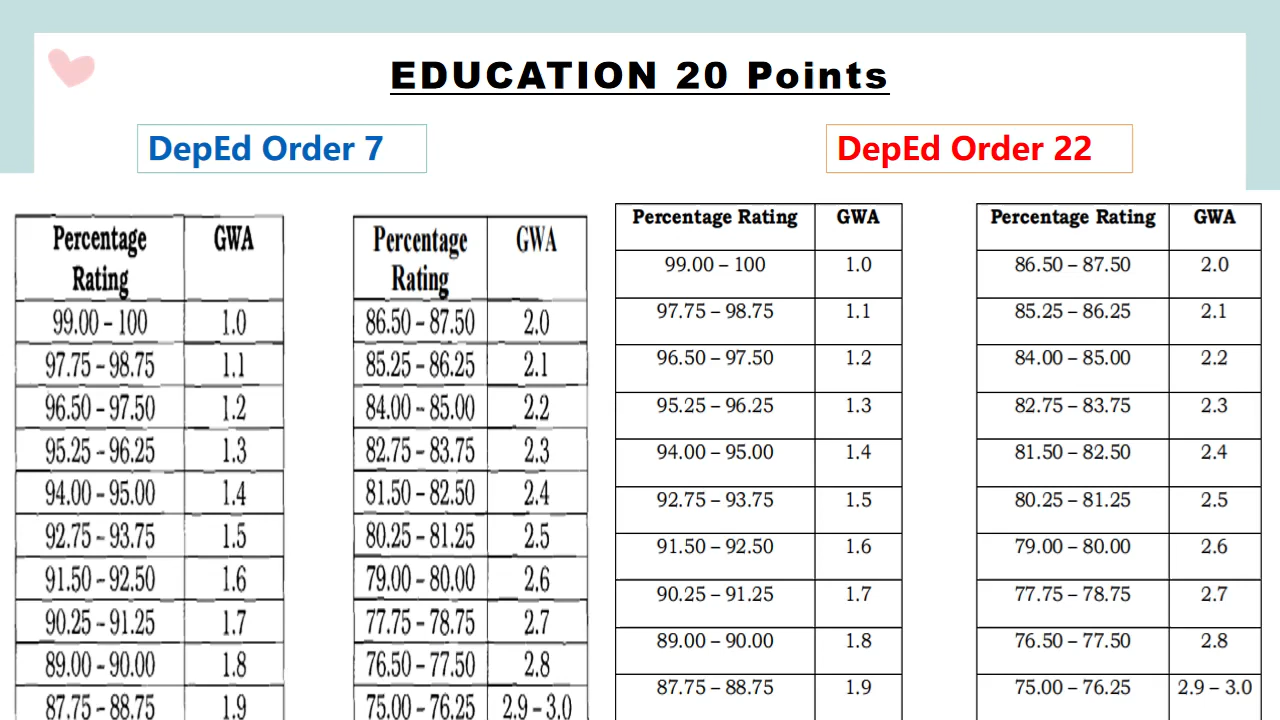 EDUCATION 20 Points
DepEd Order 7
DepEd Order 22
Percentage Rating GWA
99.00 – 100 1.0
97.75 – 98.75 1.1
96.50 – 97.50 1.2
95.25 – 96.25 1.3
94.00 – 95.00 1.4
92.75 – 93.75 1.5
91.50 – 92.50 1.6
90.25 – 91.25 1.7
89.00 – 90.00 1.8
87.75 – 88.75 1.9
Percentage Rating GWA
86.50 – 87.50 2.0
85.25 – 86.25 2.1
84.00 – 85.00 2.2
82.75 – 83.75 2.3
81.50 – 82.50 2.4
80.25 – 81.25 2.5
79.00 – 80.00 2.6
77.75 – 78.75 2.7
76.50 – 77.50 2.8
75.00 – 76.25 2.9 – 3.0
Percentage Rating GWA
99.00 – 100 1.0
97.75 – 98.75 1.1
96.50 – 97.50 1.2
95.25 – 96.25 1.3
94.00 – 95.00 1.4
92.75 – 93.75 1.5
91.50 – 92.50 1.6
90.25 – 91.25 1.7
89.00 – 90.00 1.8
87.75 – 88.75 1.9
Percentage Rating GWA
86.50 – 87.50 2.0
85.25 – 86.25 2.1
84.00 – 85.00 2.2
82.75 – 83.75 2.3
81.50 – 82.50 2.4
80.25 – 81.25 2.5
79.00 – 80.00 2.6
77.75 – 78.75 2.7
76.50 – 77.50 2.8
75.00 – 76.25 2.9 – 3.0